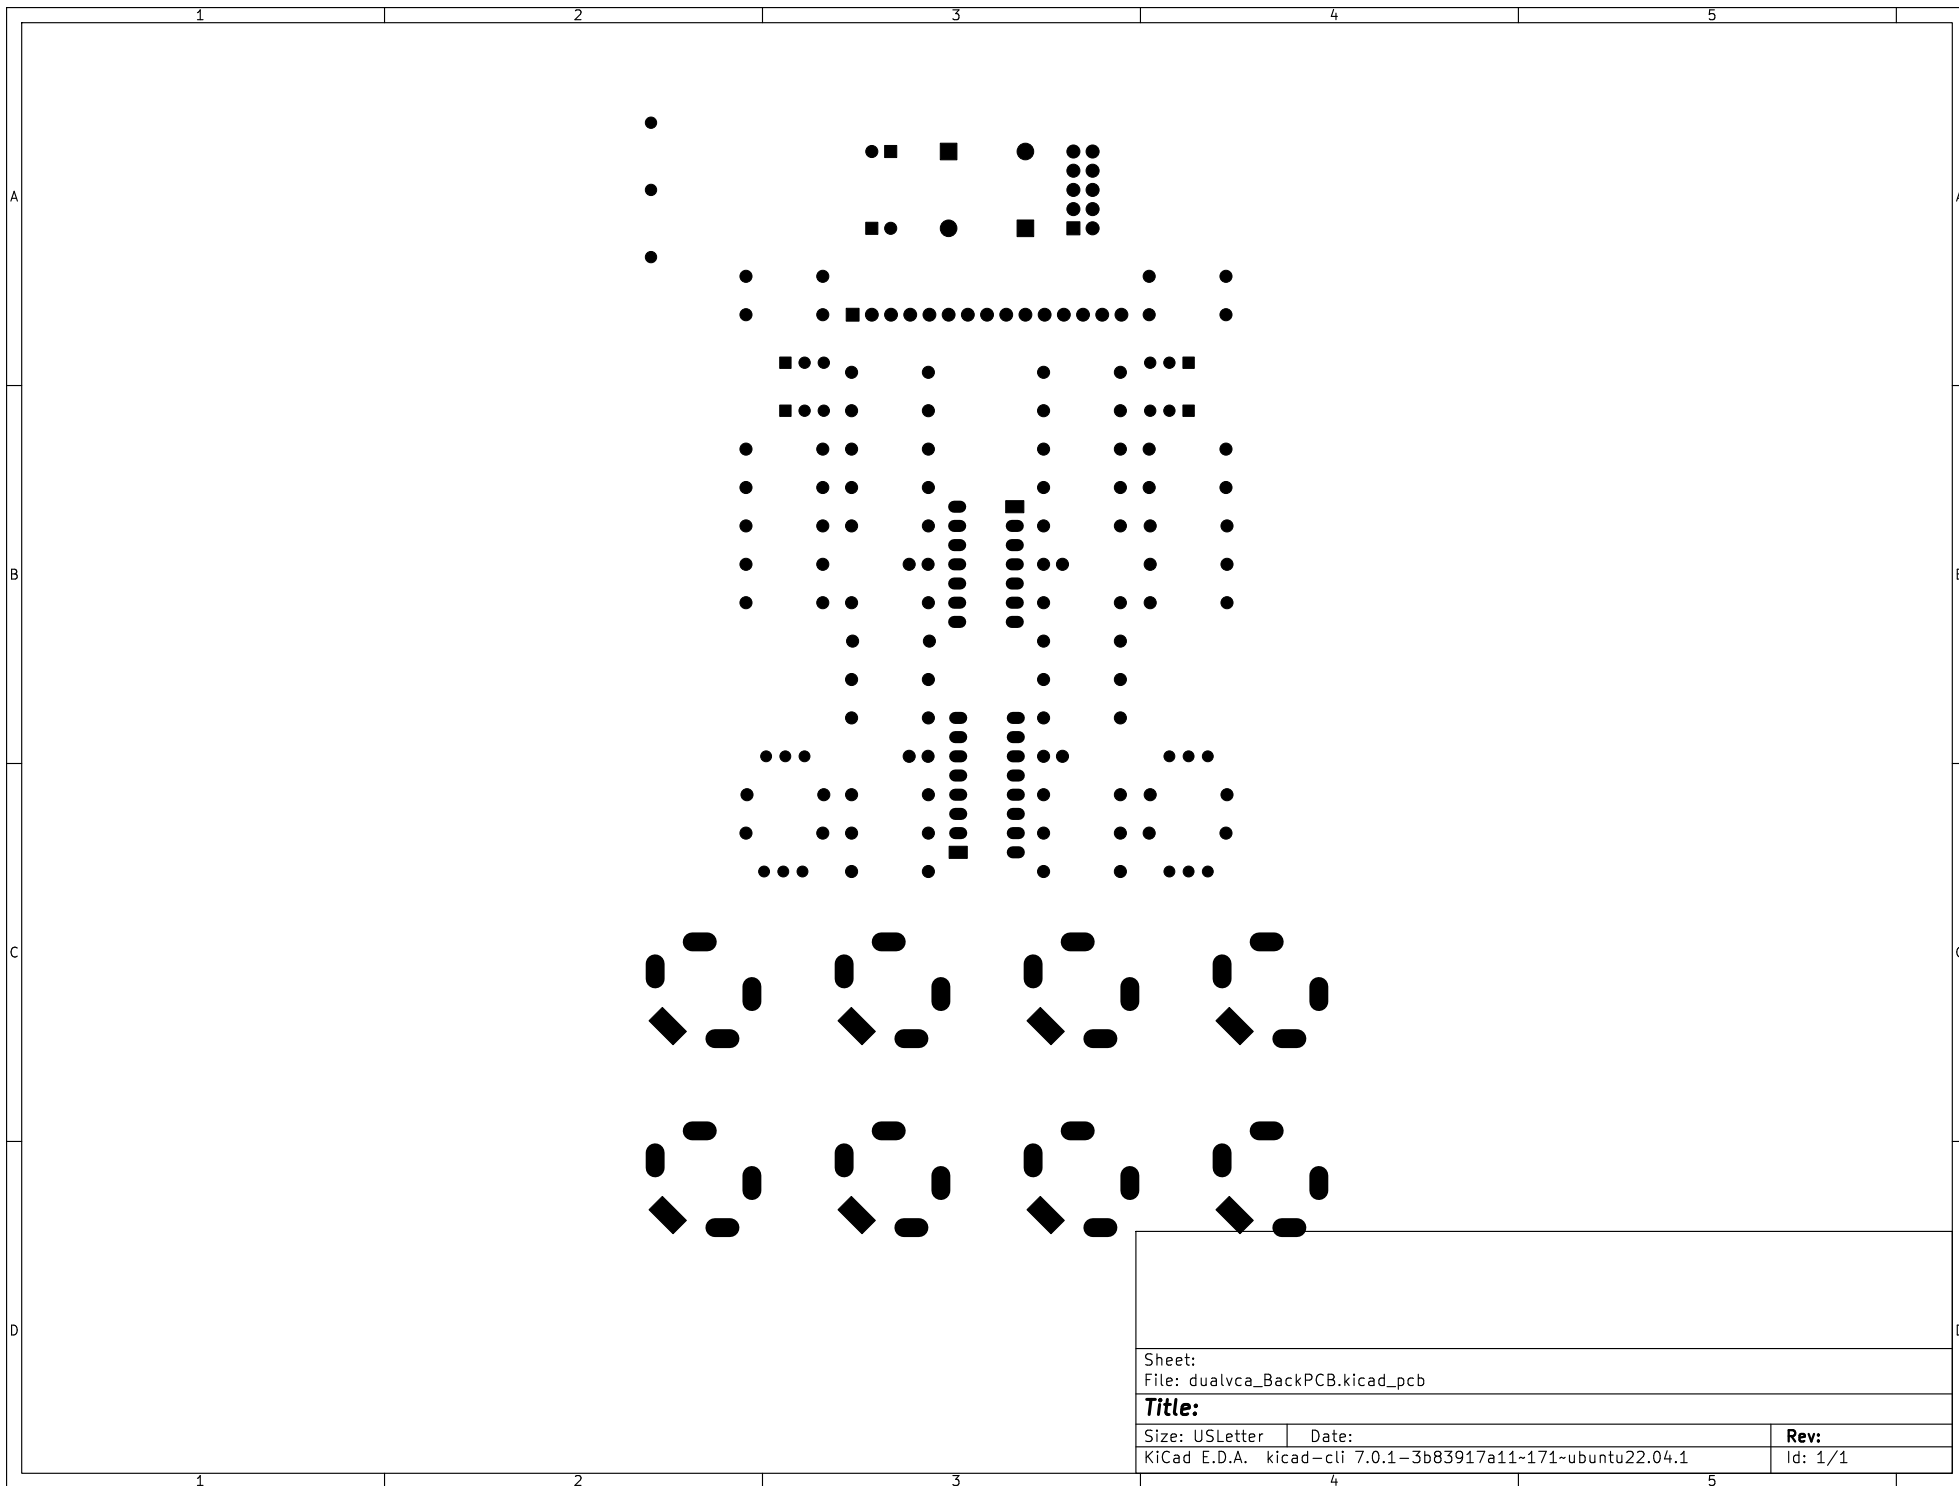 1 2 3 4 5
A
A
B
B
C
C
D
D
Sheet:
File: dualvca_BackPCB.kicad_pcb
Title:
Size: USLetter Date: Rev:
KiCad E.D.A. kicad-cli 7.0.1-3b83917a11~171~ubuntu22.04.1 Id: 1/1
1 2 3 4 5